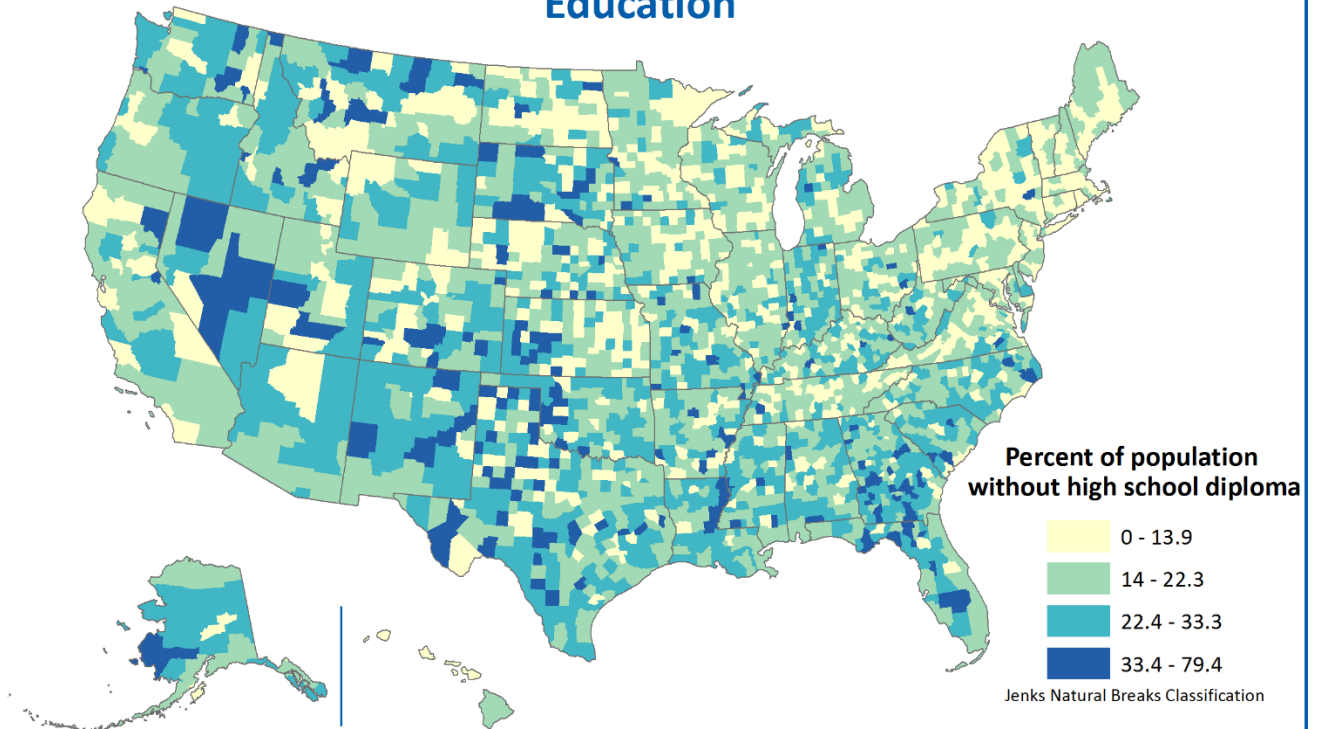 Education
Percent of population
without high school diploma
0 - 13.9
14 - 22.3
22.4 - 33.3
33.4 - 79.4
Jenks Natural Breaks Classification